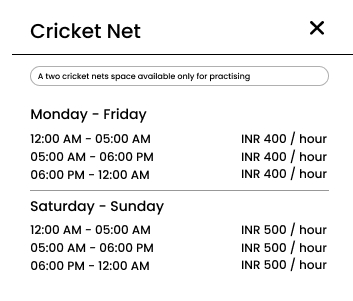 Cricket Net
A two cricket nets space available only for practising
Monday - Friday
12:00 AM - 05:00 AM INR 400 / hour
05:00 AM - 06:00 PM INR 400 / hour
06:00 PM - 12:00 AM INR 400 / hour
Saturday - Sunday
12:00 AM - 05:00 AM INR 500 / hour
05:00 AM - 06:00 PM INR 500 / hour
06:00 PM - 12:00 AM INR 500 / hour